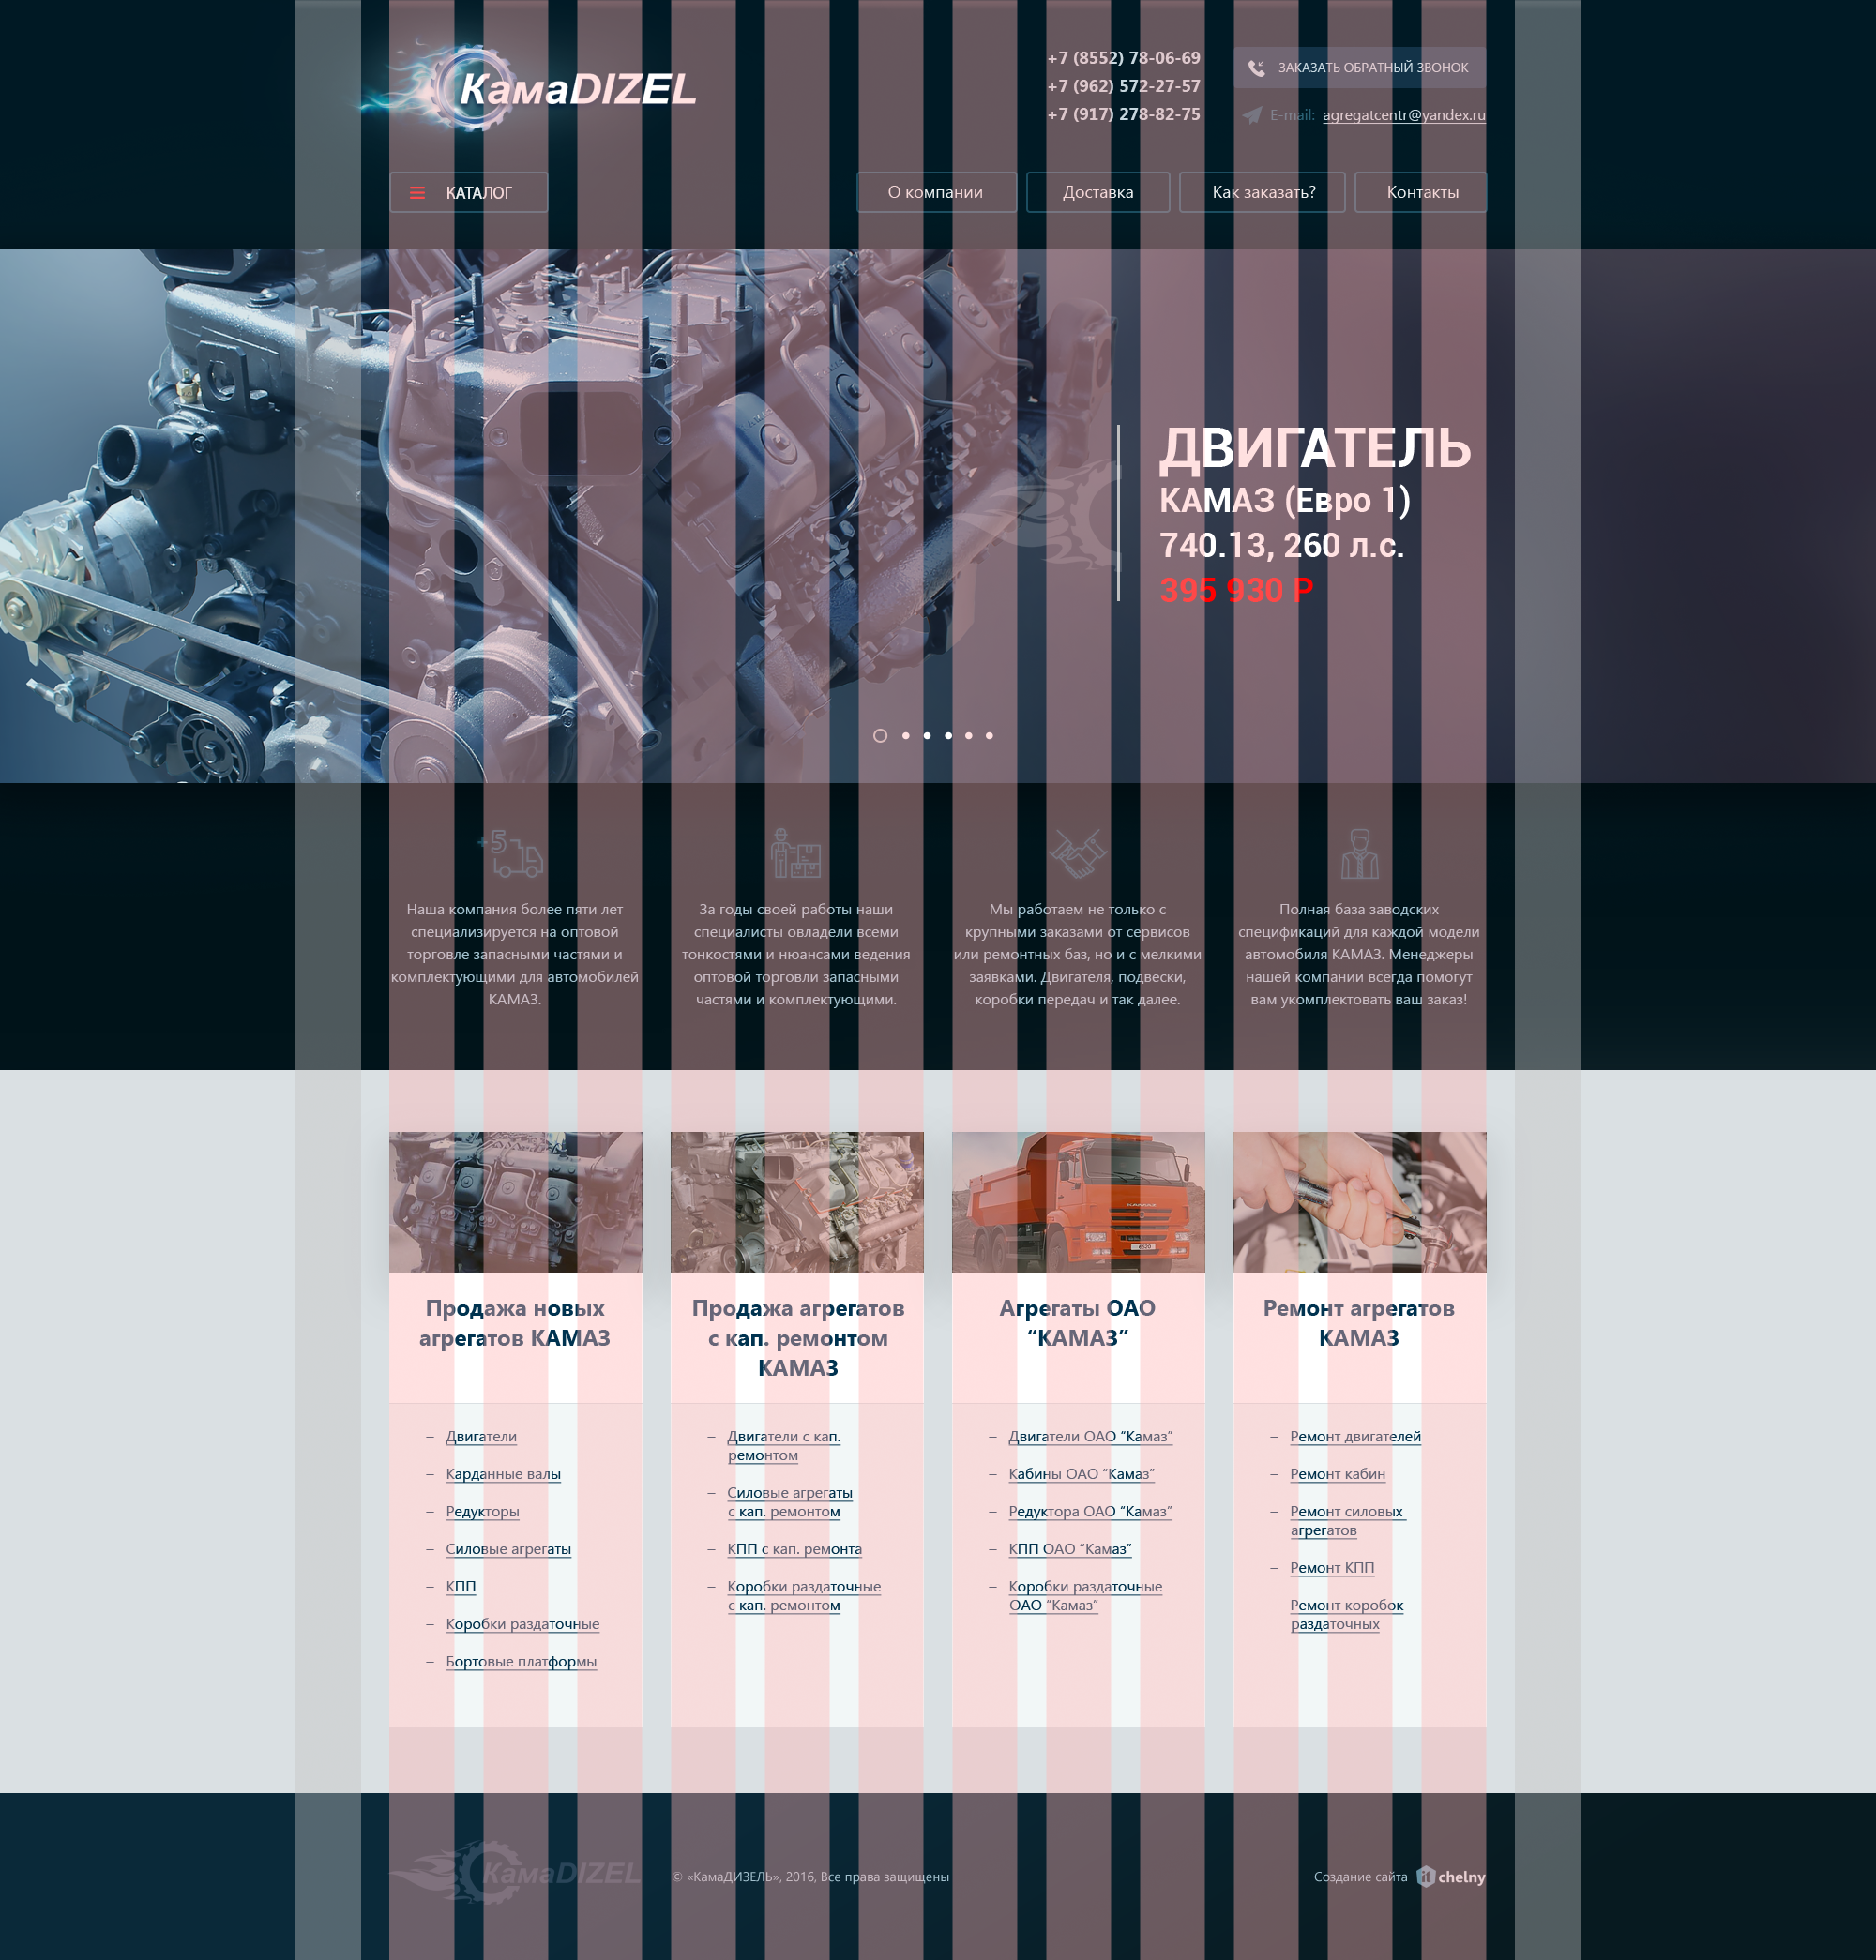 КамаDIZEL
+7 (8552) 78-06-69
+7 (962) 572-27-57
+7 (917) 278-82-75
ЗАКАЗАТЬ ОБРАТНЫЙ ЗВОНОК
E-mail: agregatcentr@yandex.ru
КАТАЛОГ
О компании
Доставка
Как заказать?
Контакты
ДВИГАТЕЛЬ
КАМАЗ (Евро 1)
740.13, 260 л.с.
395 930 Р
+5
Наша компания более пяти лет
специализируется на оптовой
торговле запасными частями и
комплектующими для автомобилей
КАМАЗ.
За годы своей работы наши
специалисты овладели всеми
тонкостями и нюансами ведения
оптовой торговли запасными
частями и комплектующими.
Мы работаем не только с
крупными заказами от сервисов
или ремонтных баз, но и с мелкими
заявками. Двигателя, подвески,
коробки передач и так далее.
Полная база заводских
спецификаций для каждой модели
автомобиля КАМАЗ. Менеджеры
нашей компании всегда помогут
вам укомплектовать ваш заказ!
КАМАЗ
6520
Продажа новых
агрегатов КАМАЗ
– Двигатели
– Карданные валы
– Редукторы
– Силовые агрегаты
– КПП
– Коробки раздаточные
– Бортовые платформы
Продажа агрегатов
с кап. ремонтом
КАМАЗ
– Двигатели с кап.
ремонтом
– Силовые агрегаты
с кап. ремонтом
– КПП с кап. ремонта
– Коробки раздаточные
с кап. ремонтом
Агрегаты ОАО
“КАМАЗ”
– Двигатели ОАО “Камаз”
– Кабины ОАО “Камаз”
– Редуктора ОАО “Камаз”
– КПП ОАО “Камаз”
– Коробки раздаточные
ОАО “Камаз”
Ремонт агрегатов
КАМАЗ
– Ремонт двигателей
– Ремонт кабин
– Ремонт силовых
агрегатов
– Ремонт КПП
– Ремонт коробок
раздаточных
КамаDIZEL
© «КамаДИЗЕЛЬ», 2016, Все права защищены
Создание сайта it chelny